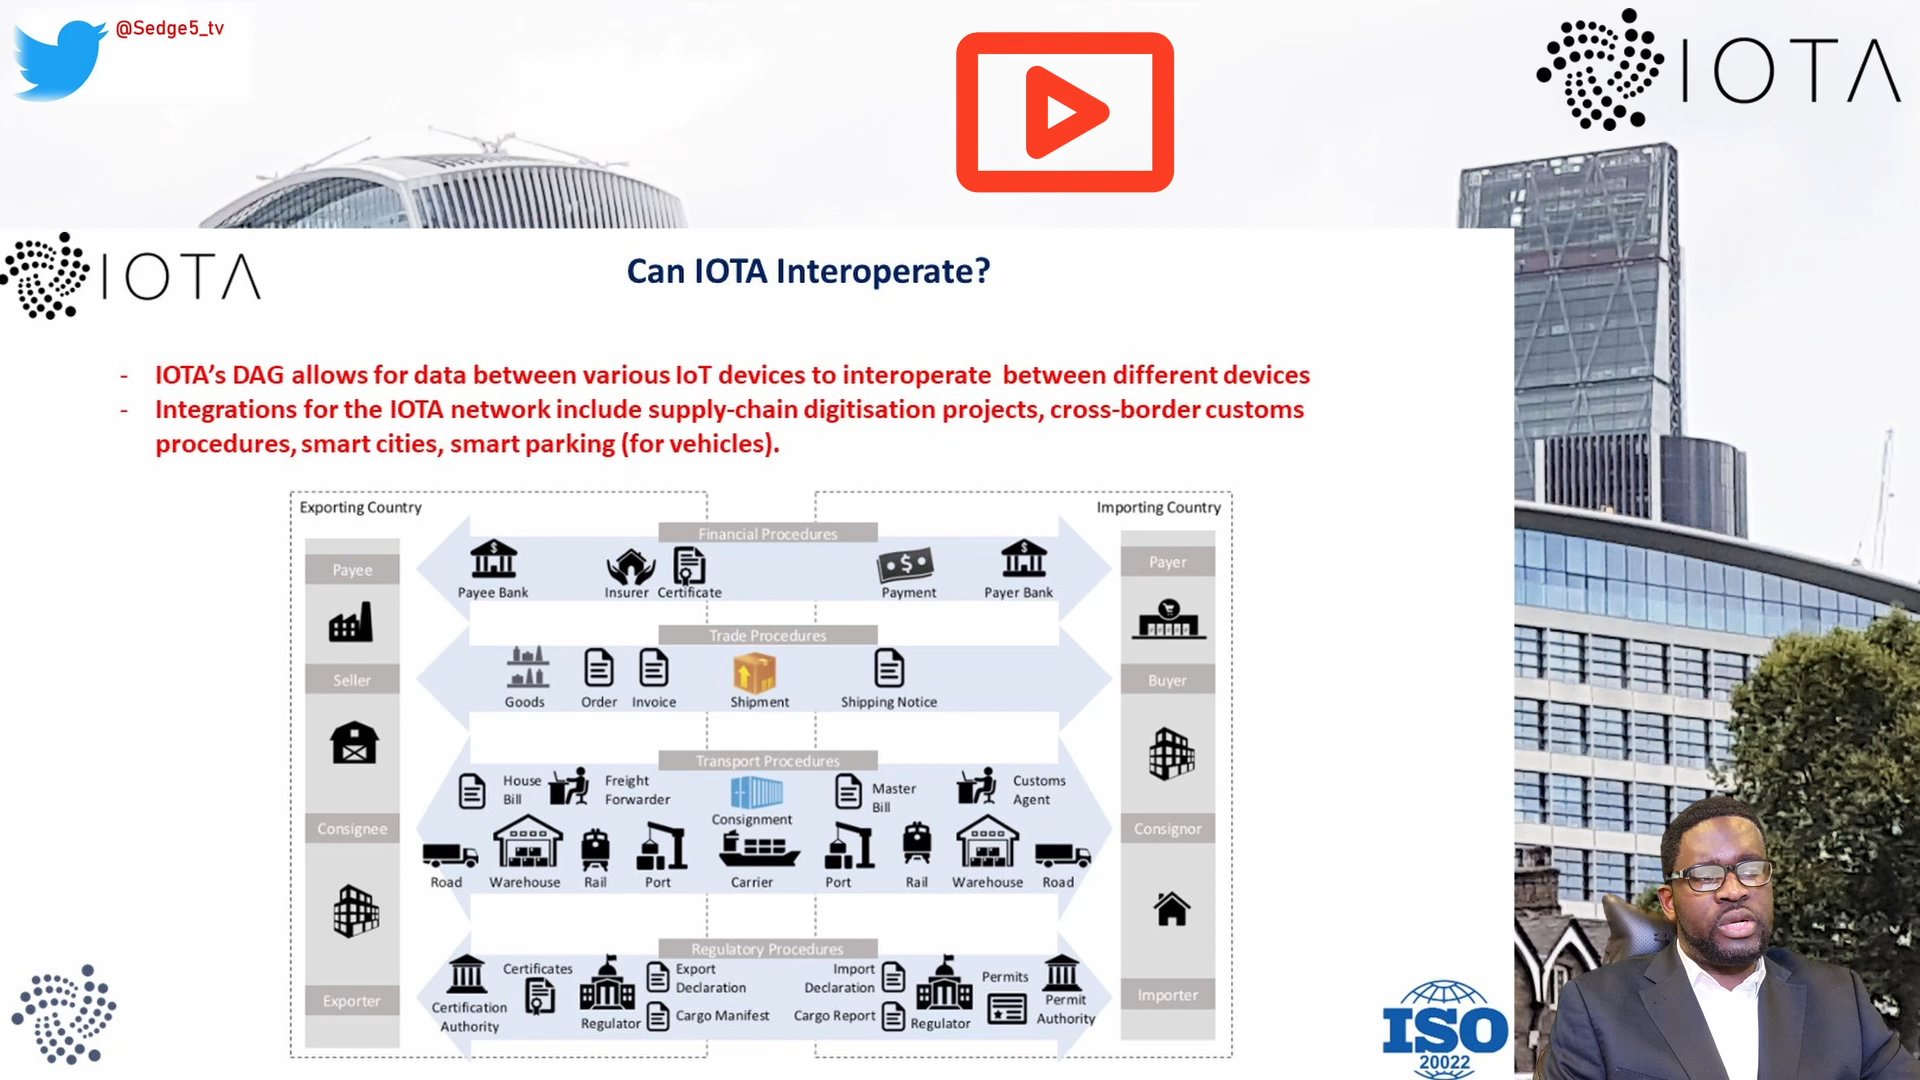 @Sedge5_tv
IOTA
IOTA
Can IOTA Interoperate?
- IOTA’s DAG allows for data between various IoT devices to interoperate between different devices
- Integrations for the IOTA network include supply-chain digitisation projects, cross-border customs
procedures, smart cities, smart parking (for vehicles).
Exporting Country
Importing Country
Financial Procedures
Payee
Payer
Payee Bank
Insurer
Certificate
Payment
Payer Bank
Trade Procedures
Seller
Buyer
Goods
Order
Invoice
Shipment
Shipping Notice
Transport Procedures
House
Bill
Freight
Forwarder
Consignment
Master
Bill
Customs
Agent
Consignee
Consignor
Road
Warehouse
Rail
Port
Carrier
Port
Rail
Warehouse
Road
Regulatory Procedures
Exporter
Importer
Certification
Authority
Certificates
Regulator
Export
Declaration
Cargo Manifest
Import
Declaration
Cargo Report
Regulator
Permits
Permit
Authority
ISO
20022